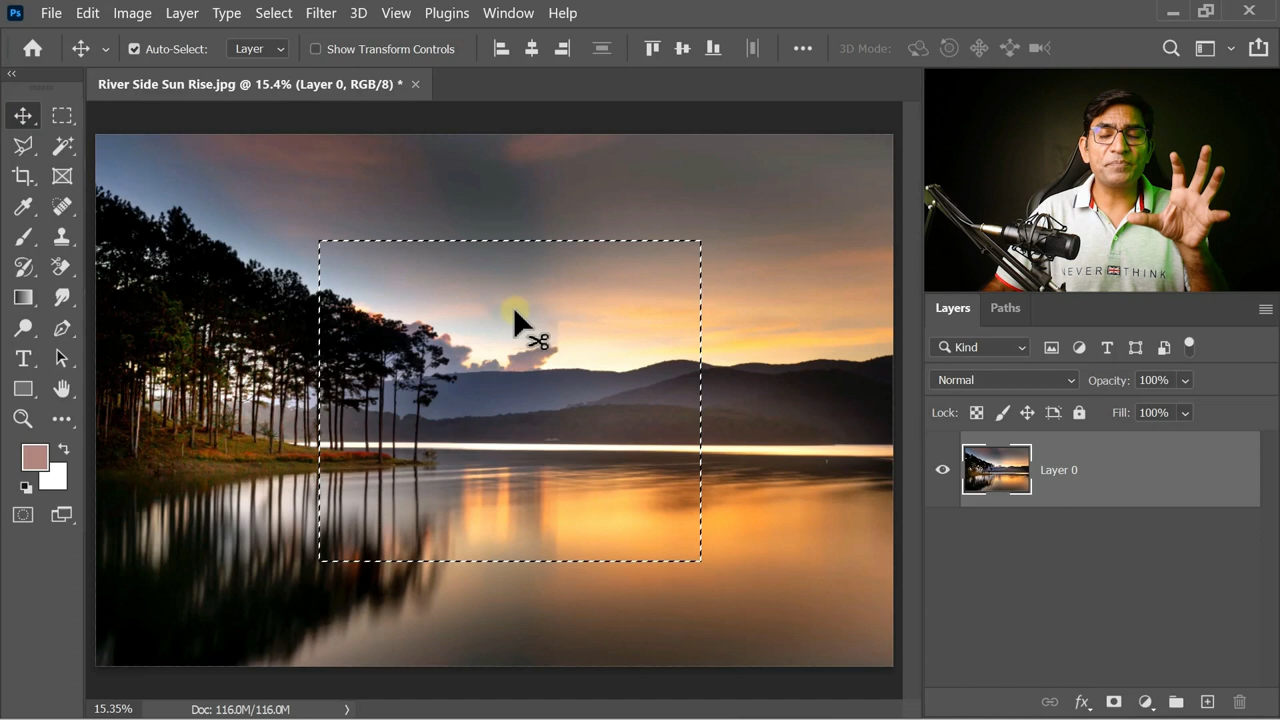 Ps File Edit Image Layer Type Select Filter 3D View Plugins Window Help
Auto-Select: Layer Show Transform Controls ••• 3D Mode:
River Side Sun Rise.jpg @ 15.4% (Layer 0, RGB/8) * ×
NEVER THINK
Layers Paths
Kind
Normal Opacity: 100%
Lock: Fill: 100%
Layer 0
15.35% Doc: 116.0M/116.0M
fx